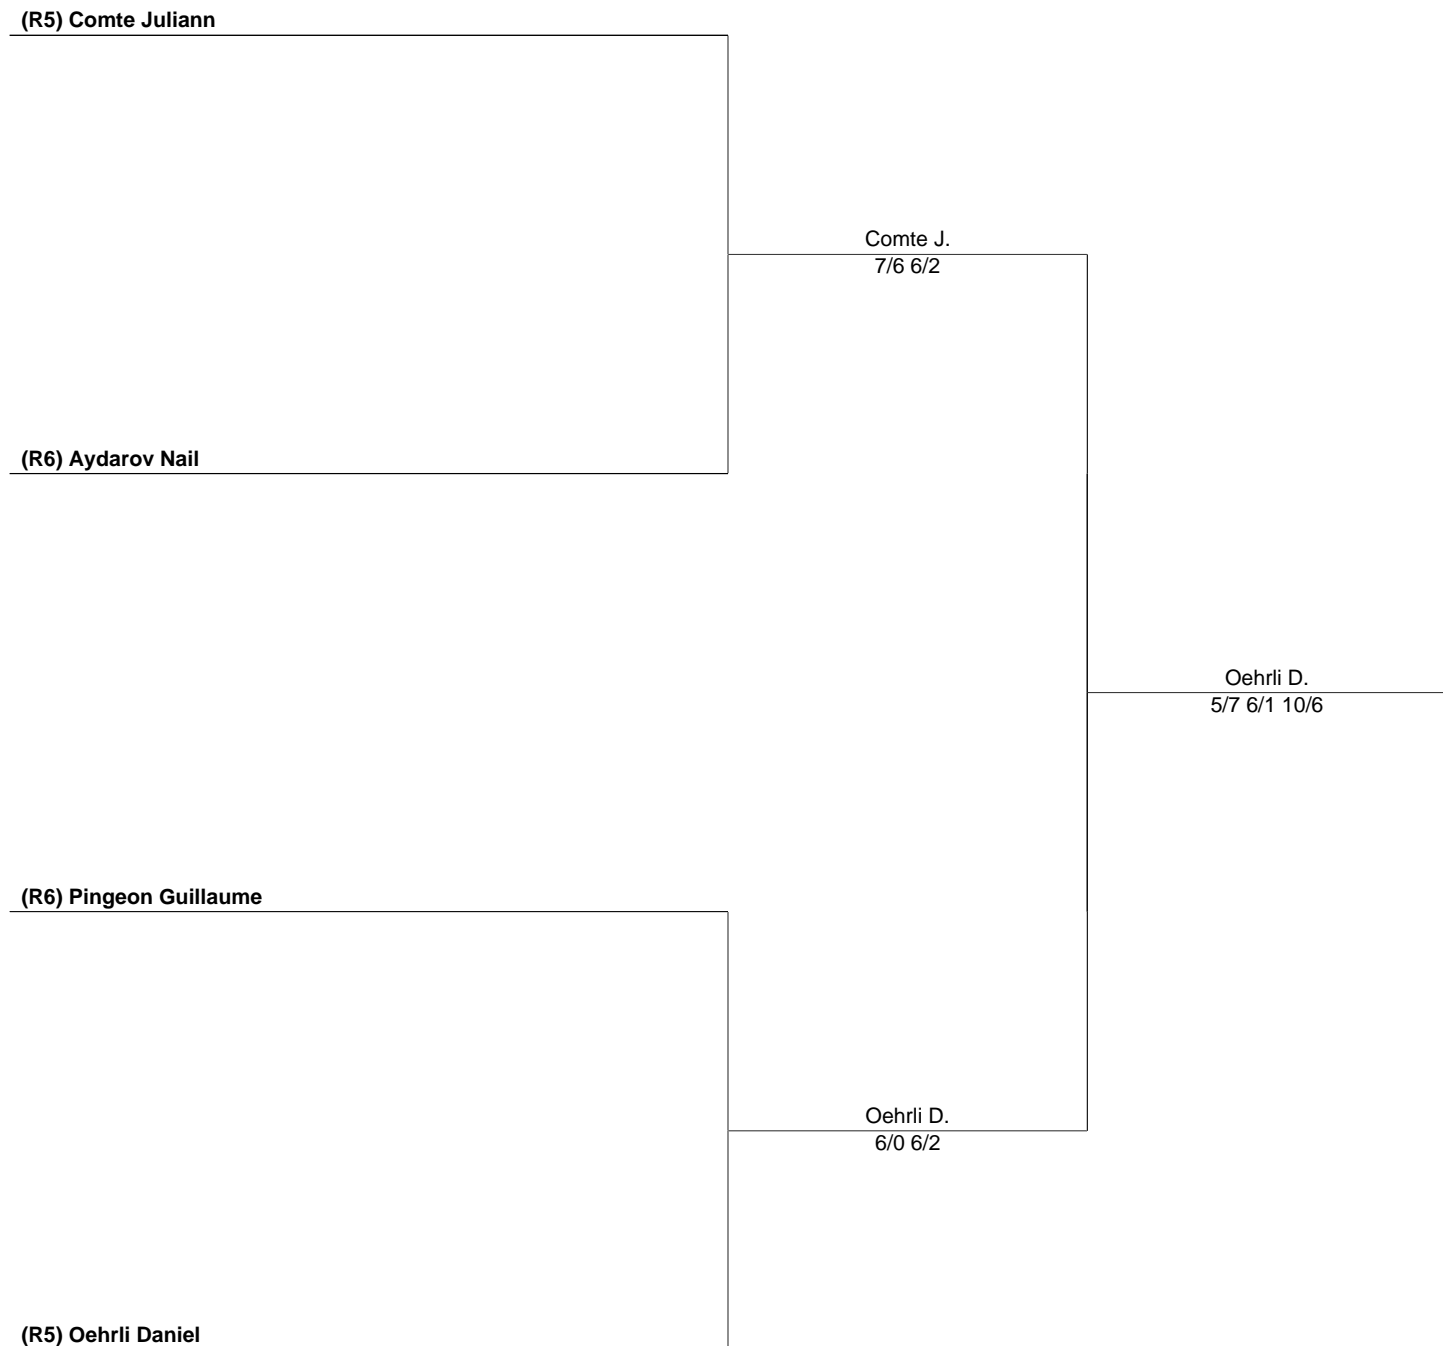 (R5) Comte Juliann
Comte J.
7/6 6/2
(R6) Aydarov Nail
Oehrli D.
5/7 6/1 10/6
(R6) Pingeon Guillaume
Oehrli D.
6/0 6/2
(R5) Oehrli Daniel